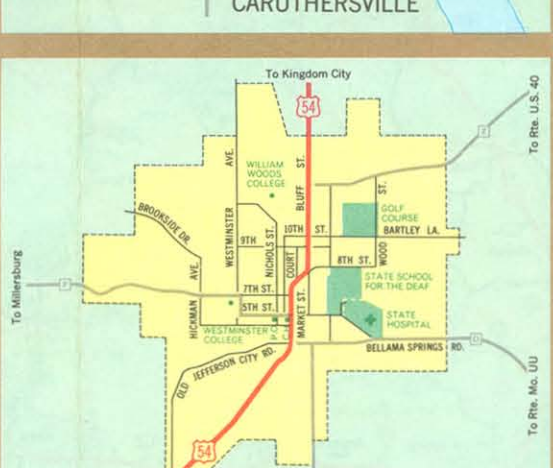 CARUTHERSVILLE
To Kingdom City
54
To Rte. U.S. 40
F
WILLIAM
WOODS
COLLEGE
AVE.
ST.
BLUFF
WESTMINSTER
BROOKSIDE DR.
NICHOLS ST.
9TH
10TH ST.
COURT
GOLF
COURSE
BARTLEY LA.
ST.
WOOD
8TH ST.
STATE SCHOOL
FOR THE DEAF
To Millersburg
F
AVE.
HICKMAN
7TH ST.
5TH ST.
WESTMINSTER
COLLEGE
P.O.
C.H.
MARKET ST.
STATE
HOSPITAL
BELLAMA SPRINGS RD.
O
To Rte. Mo. UU
OLD JEFFERSON CITY RD.
54